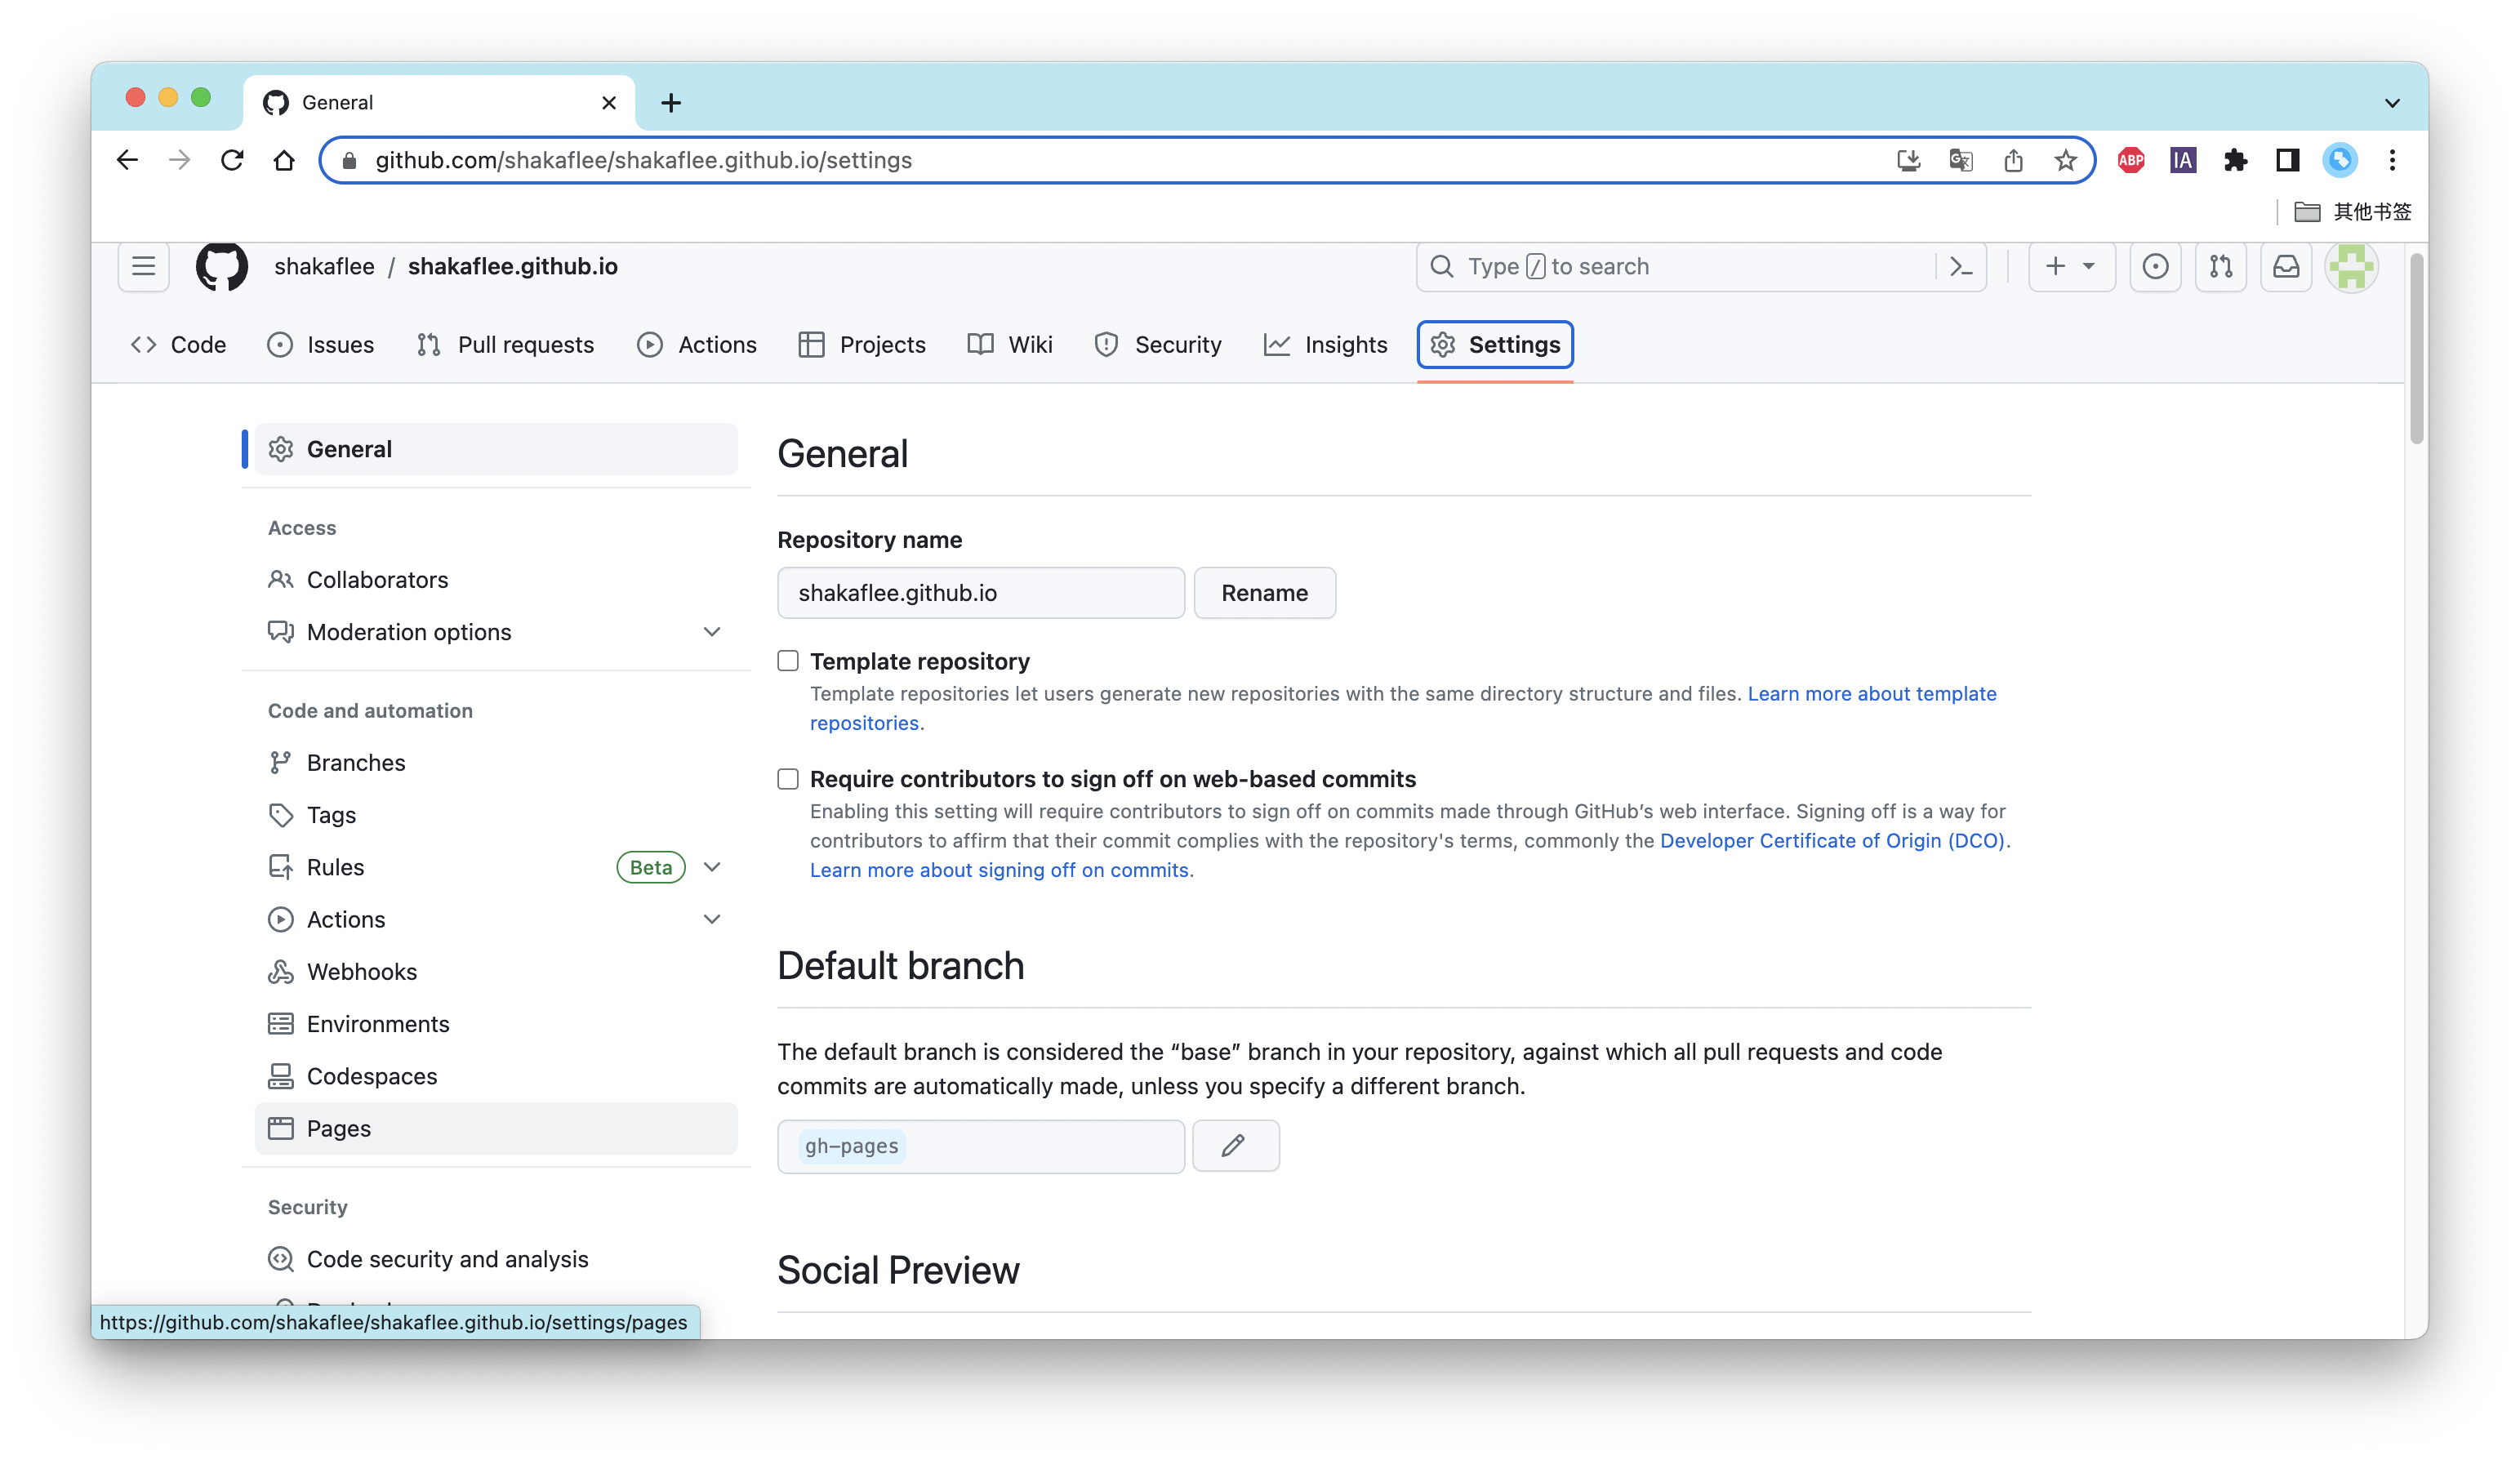 General
github.com/shakaflee/shakaflee.github.io/settings
ABP
IA
其他书签
shakaflee / shakaflee.github.io
Type / to search
Code
Issues
Pull requests
Actions
Projects
Wiki
Security
Insights
Settings
General
Access
Collaborators
Moderation options
Code and automation
Branches
Tags
Rules
Beta
Actions
Webhooks
Environments
Codespaces
Pages
Security
Code security and analysis
https://github.com/shakaflee/shakaflee.github.io/settings/pages
General
Repository name
shakaflee.github.io
Rename
Template repository
Template repositories let users generate new repositories with the same directory structure and files. Learn more about template
repositories.
Require contributors to sign off on web-based commits
Enabling this setting will require contributors to sign off on commits made through GitHub’s web interface. Signing off is a way for
contributors to affirm that their commit complies with the repository's terms, commonly the Developer Certificate of Origin (DCO).
Learn more about signing off on commits.
Default branch
The default branch is considered the “base” branch in your repository, against which all pull requests and code
commits are automatically made, unless you specify a different branch.
gh-pages
Social Preview